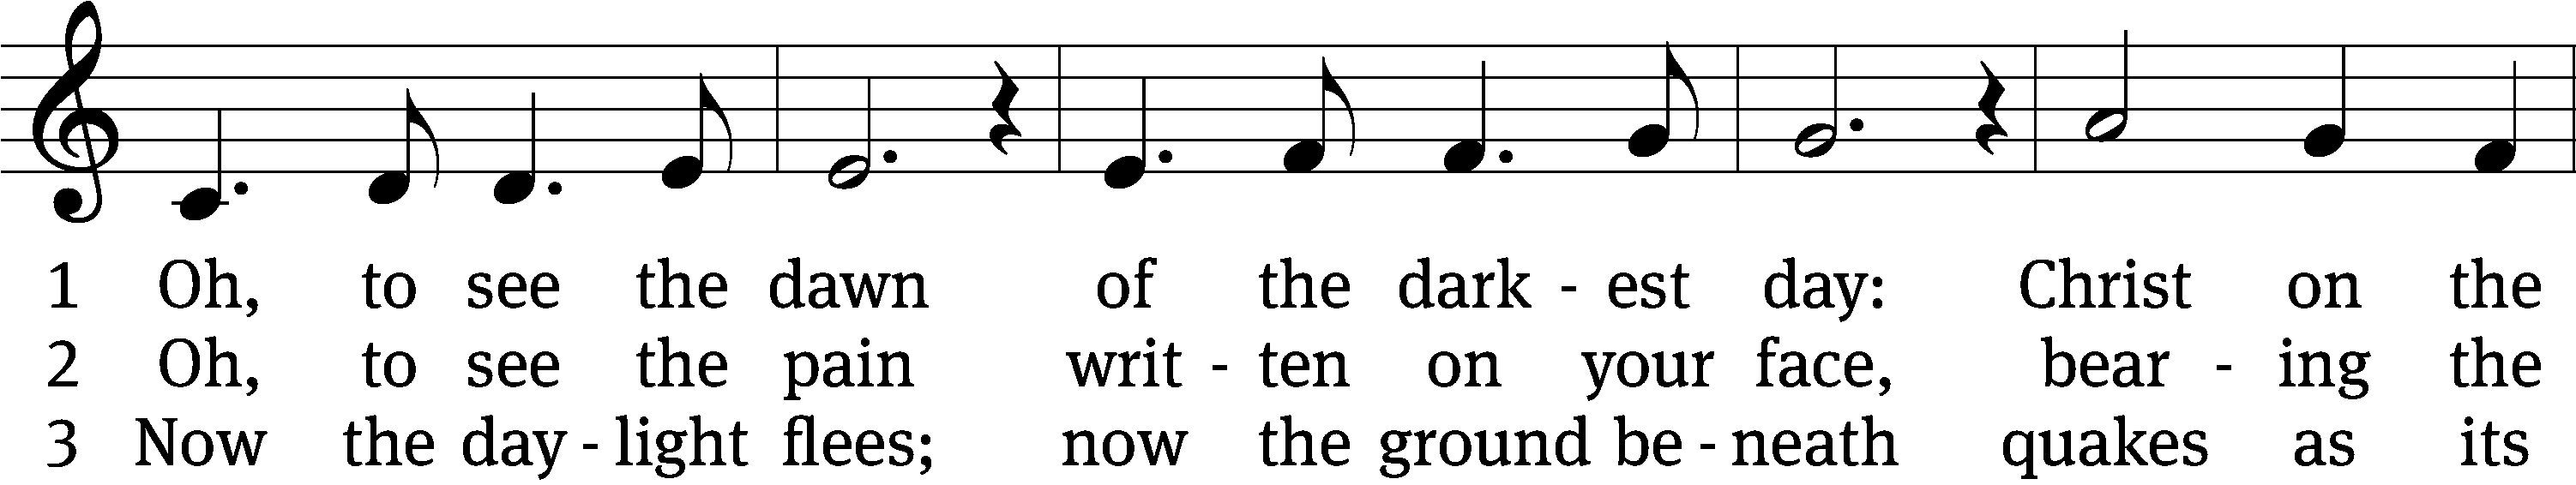 1 Oh, to see the dawn of the dark - est day: Christ on the
2 Oh, to see the pain writ - ten on your face, bear - ing the
3 Now the day - light flees; now the ground be - neath quakes as its